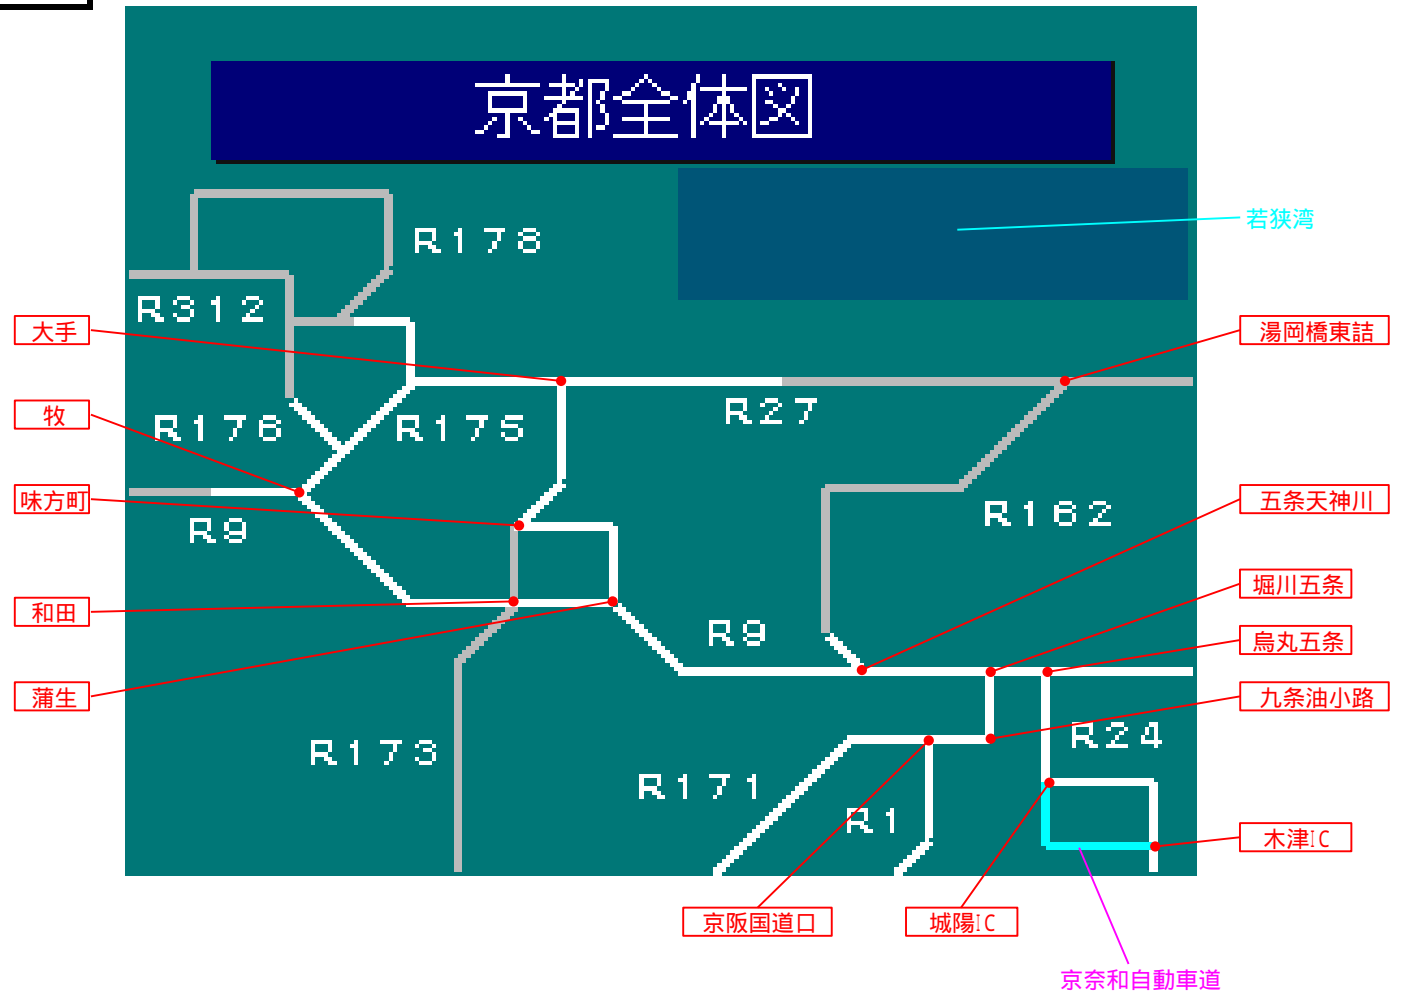 京都全体図
若狭湾
R178
R312
大手
湯岡橋東詰
牧
R176
R175
R27
味方町
R9
R162
五条天神川
堀川五条
和田
R9
烏丸五条
蒲生
九条油小路
R173
R24
R171
R1
木津IC
京阪国道口
城陽IC
京奈和自動車道